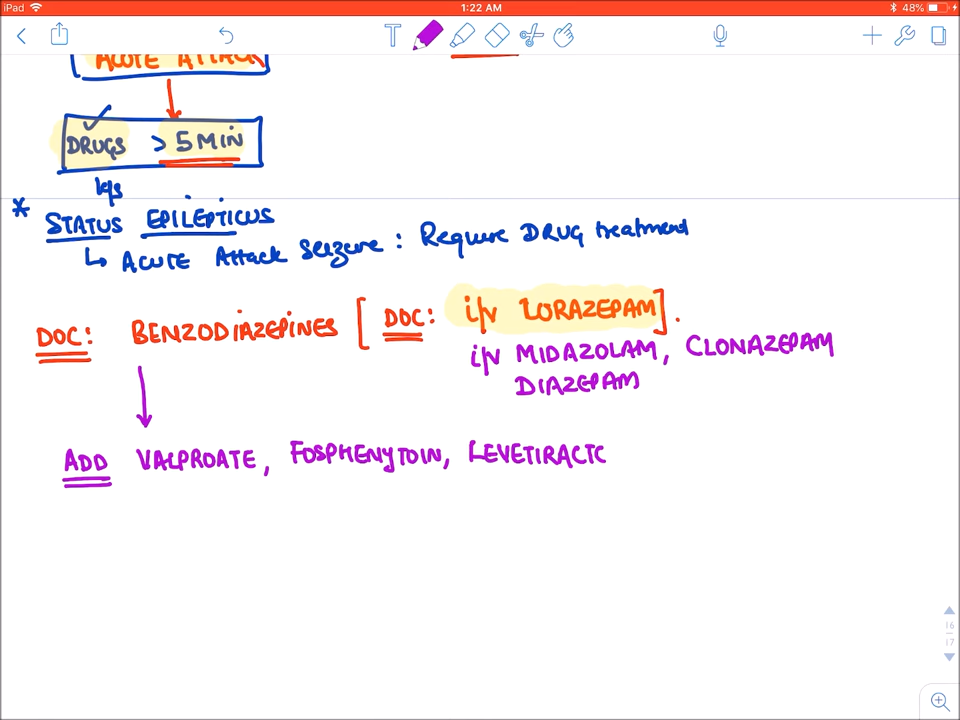 iPad 1:22 AM 48%
T
ACUTE ATTACK
DRUGS > 5 MIN
* STATUS EPILEPTICUS
↳ ACUTE Attack Seizure : Require DRUG treatment
DOC: BENZODIAZEPINES [DOC: i/v LORAZEPAM].
i/v MIDAZOLAM, CLONAZEPAM
DIAZEPAM
ADD VALPROATE, FOSPHENYTOIN, LEVETIRACTC
16
17